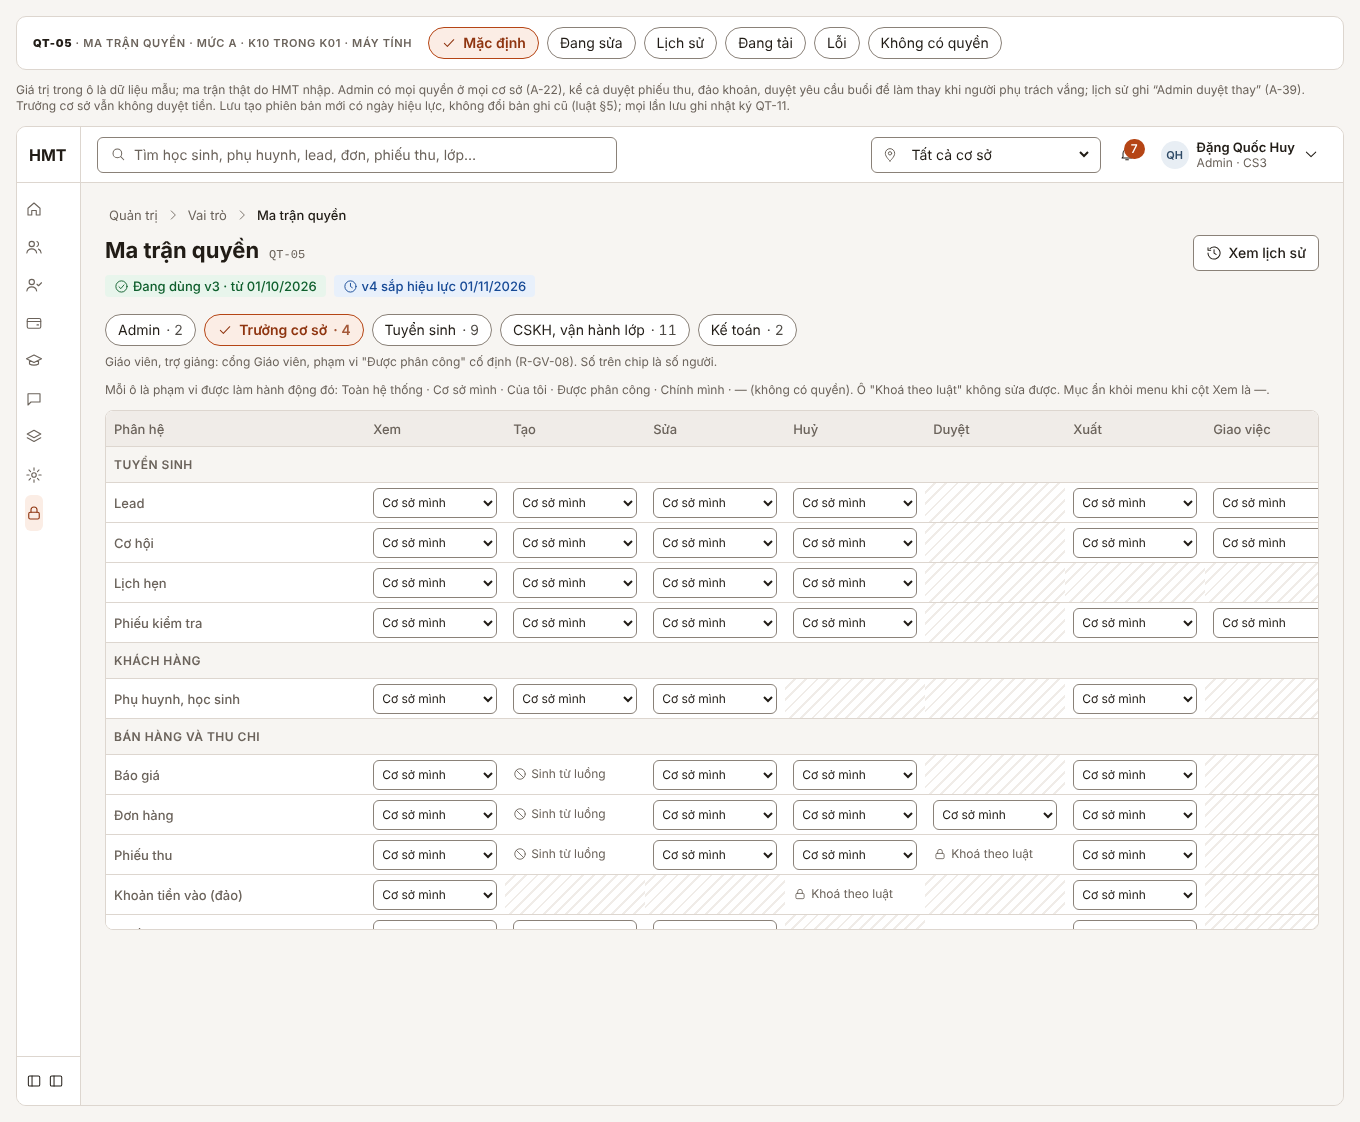 QT-05 · MA TRẬN QUYỀN · MỨC A · K10 TRONG K01 · MÁY TÍNH
Mặc định
Đang sửa
Lịch sử
Đang tải
Lỗi
Không có quyền
Giá trị trong ô là dữ liệu mẫu; ma trận thật do HMT nhập. Admin có mọi quyền ở mọi cơ sở (A-22), kể cả duyệt phiếu thu, đảo khoản, duyệt yêu cầu buổi để làm thay khi người phụ trách vắng; lịch sử ghi “Admin duyệt thay” (A-39).
Trưởng cơ sở vẫn không duyệt tiền. Lưu tạo phiên bản mới có ngày hiệu lực, không đổi bản ghi cũ (luật §5); mọi lần lưu ghi nhật ký QT-11.
HMT
Tìm học sinh, phụ huynh, lead, đơn, phiếu thu, lớp...
Tất cả cơ sở
7
QH
Đặng Quốc Huy
Admin · CS3
Quản trị
Vai trò
Ma trận quyền
Ma trận quyền QT-05
Xem lịch sử
Đang dùng v3 · từ 01/10/2026
v4 sắp hiệu lực 01/11/2026
Admin · 2
Trưởng cơ sở · 4
Tuyển sinh · 9
CSKH, vận hành lớp · 11
Kế toán · 2
Giáo viên, trợ giảng: cổng Giáo viên, phạm vi "Được phân công" cố định (R-GV-08). Số trên chip là số người.
Mỗi ô là phạm vi được làm hành động đó: Toàn hệ thống · Cơ sở mình · Của tôi · Được phân công · Chính mình · — (không có quyền). Ô "Khoá theo luật" không sửa được. Mục ẩn khỏi menu khi cột Xem là —.
Phân hệ Xem Tạo Sửa Huỷ Duyệt Xuất Giao việc
TUYỂN SINH
Lead Cơ sở mình Cơ sở mình Cơ sở mình Cơ sở mình Cơ sở mình Cơ sở mình
Cơ hội Cơ sở mình Cơ sở mình Cơ sở mình Cơ sở mình Cơ sở mình Cơ sở mình
Lịch hẹn Cơ sở mình Cơ sở mình Cơ sở mình Cơ sở mình
Phiếu kiểm tra Cơ sở mình Cơ sở mình Cơ sở mình Cơ sở mình Cơ sở mình Cơ sở mình
KHÁCH HÀNG
Phụ huynh, học sinh Cơ sở mình Cơ sở mình Cơ sở mình Cơ sở mình
BÁN HÀNG VÀ THU CHI
Báo giá Cơ sở mình Sinh từ luồng Cơ sở mình Cơ sở mình Cơ sở mình
Đơn hàng Cơ sở mình Sinh từ luồng Cơ sở mình Cơ sở mình Cơ sở mình Cơ sở mình
Phiếu thu Cơ sở mình Sinh từ luồng Cơ sở mình Cơ sở mình Khoá theo luật Cơ sở mình
Khoản tiền vào (đảo) Cơ sở mình Khoá theo luật Cơ sở mình